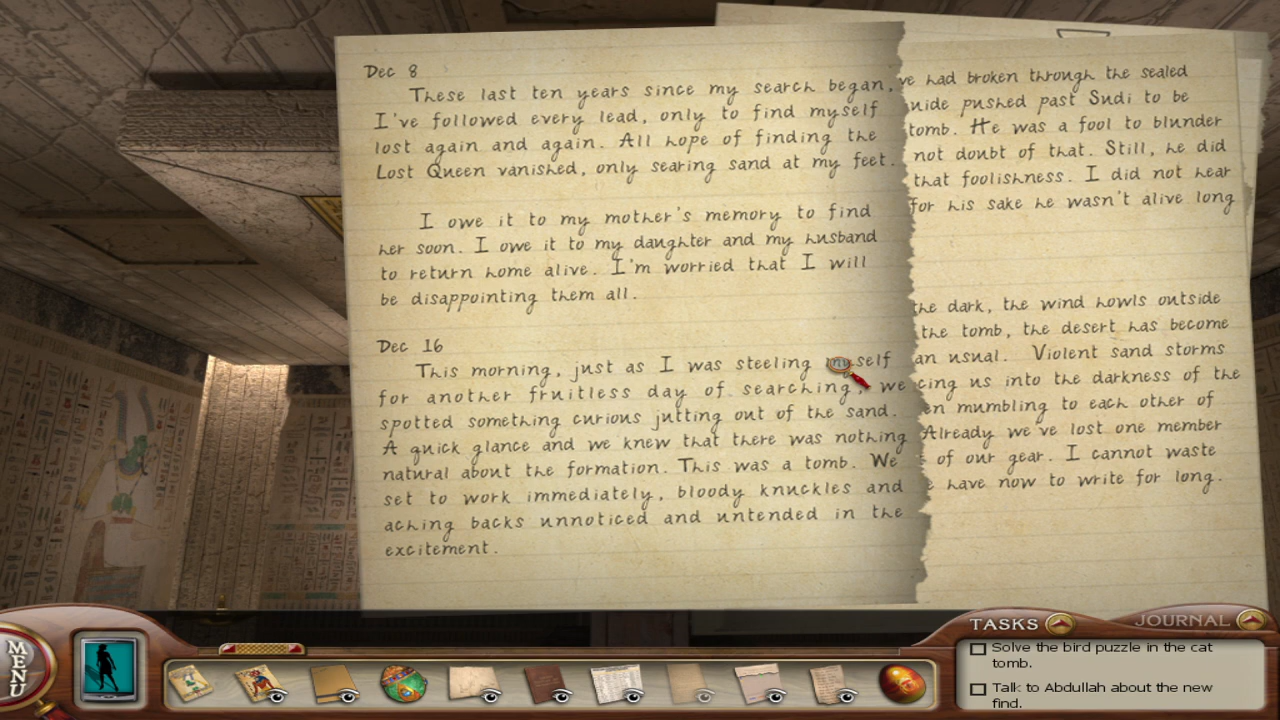 Dec 8
These last ten years since my search began,
I've followed every lead, only to find myself
lost again and again. All hope of finding the
Lost Queen vanished, only searing sand at my feet.
I owe it to my mother's memory to find
her soon. I owe it to my daughter and my husband
to return home alive. I'm worried that I will
be disappointing them all.
Dec 16
This morning, just as I was steeling myself
for another fruitless day of searching, we
spotted something curious jutting out of the sand.
A quick glance and we knew that there was nothing
natural about the formation. This was a tomb. We
set to work immediately, bloody knuckles and
aching backs unnoticed and untended in the
excitement.
ve had broken through the sealed
uide pushed past Sudi to be
tomb. He was a fool to blunder
not doubt of that. Still, he did
that foolishness. I did not hear
for his sake he wasn't alive long
the dark, the wind howls outside
the tomb, the desert has become
an usual. Violent sand storms
cing us into the darkness of the
en mumbling to each other of
Already we've lost one member
of our gear. I cannot waste
e have now to write for long.
MENU
TASKS
JOURNAL
Solve the bird puzzle in the cat
tomb.
Talk to Abdullah about the new
find.